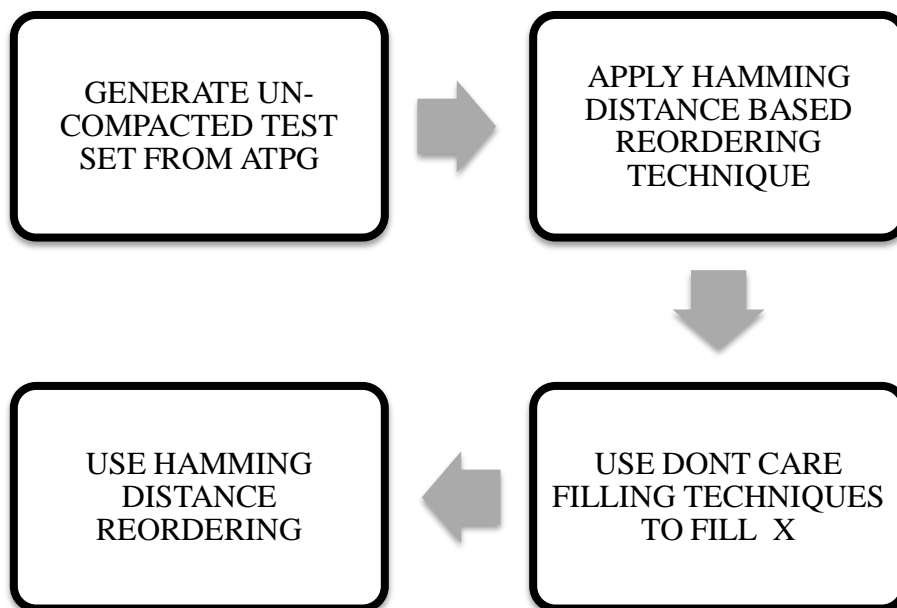 GENERATE UN-
COMPACTED TEST
SET FROM ATPG
APPLY HAMMING
DISTANCE BASED
REORDERING
TECHNIQUE
USE DONT CARE
FILLING TECHNIQUES
TO FILL  X
USE HAMMING
DISTANCE
REORDERING